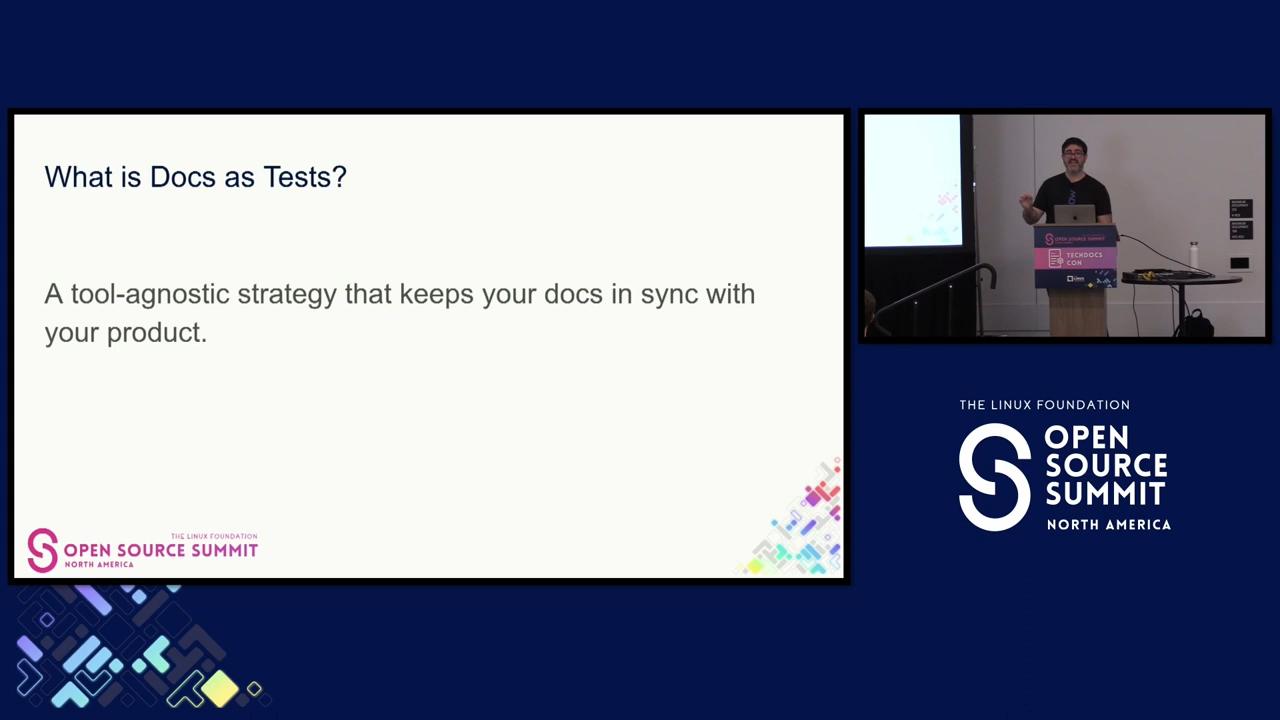 What is Docs as Tests?
A tool-agnostic strategy that keeps your docs in sync with
your product.
THE LINUX FOUNDATION
OPEN SOURCE SUMMIT
NORTH AMERICA
OPEN SOURCE SUMMIT
TECHDOCS
CON
THE LINUX FOUNDATION
OPEN
SOURCE
SUMMIT
NORTH AMERICA